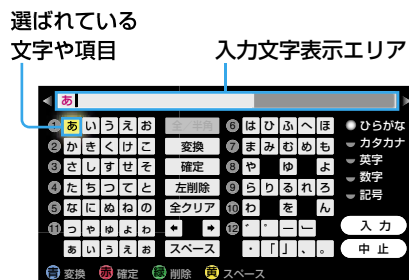 選ばれている
文字や項目
入力文字表示エリア
あ
① あ い う え お 全／半角 ⑥ は ひ ふ へ ほ ひらがな
② か き く け こ 変換 ⑦ ま み む め も カタカナ
③ さ し す せ そ 確定 ⑧ や ゆ よ 英字
④ た ち つ て と 左削除 ⑨ ら り る れ ろ 数字
⑤ な に ぬ ね の 全クリア ⑩ わ を ん 記号
⑪ っ ゃ ゅ ょ ゎ ⬅ ➡ ⑫ ゛ ゜ ー 入力
ぁ ぃ ぅ ぇ ぉ スペース ・ 「 」 、 。 中止
青 変換 赤 確定 緑 削除 黄 スペース